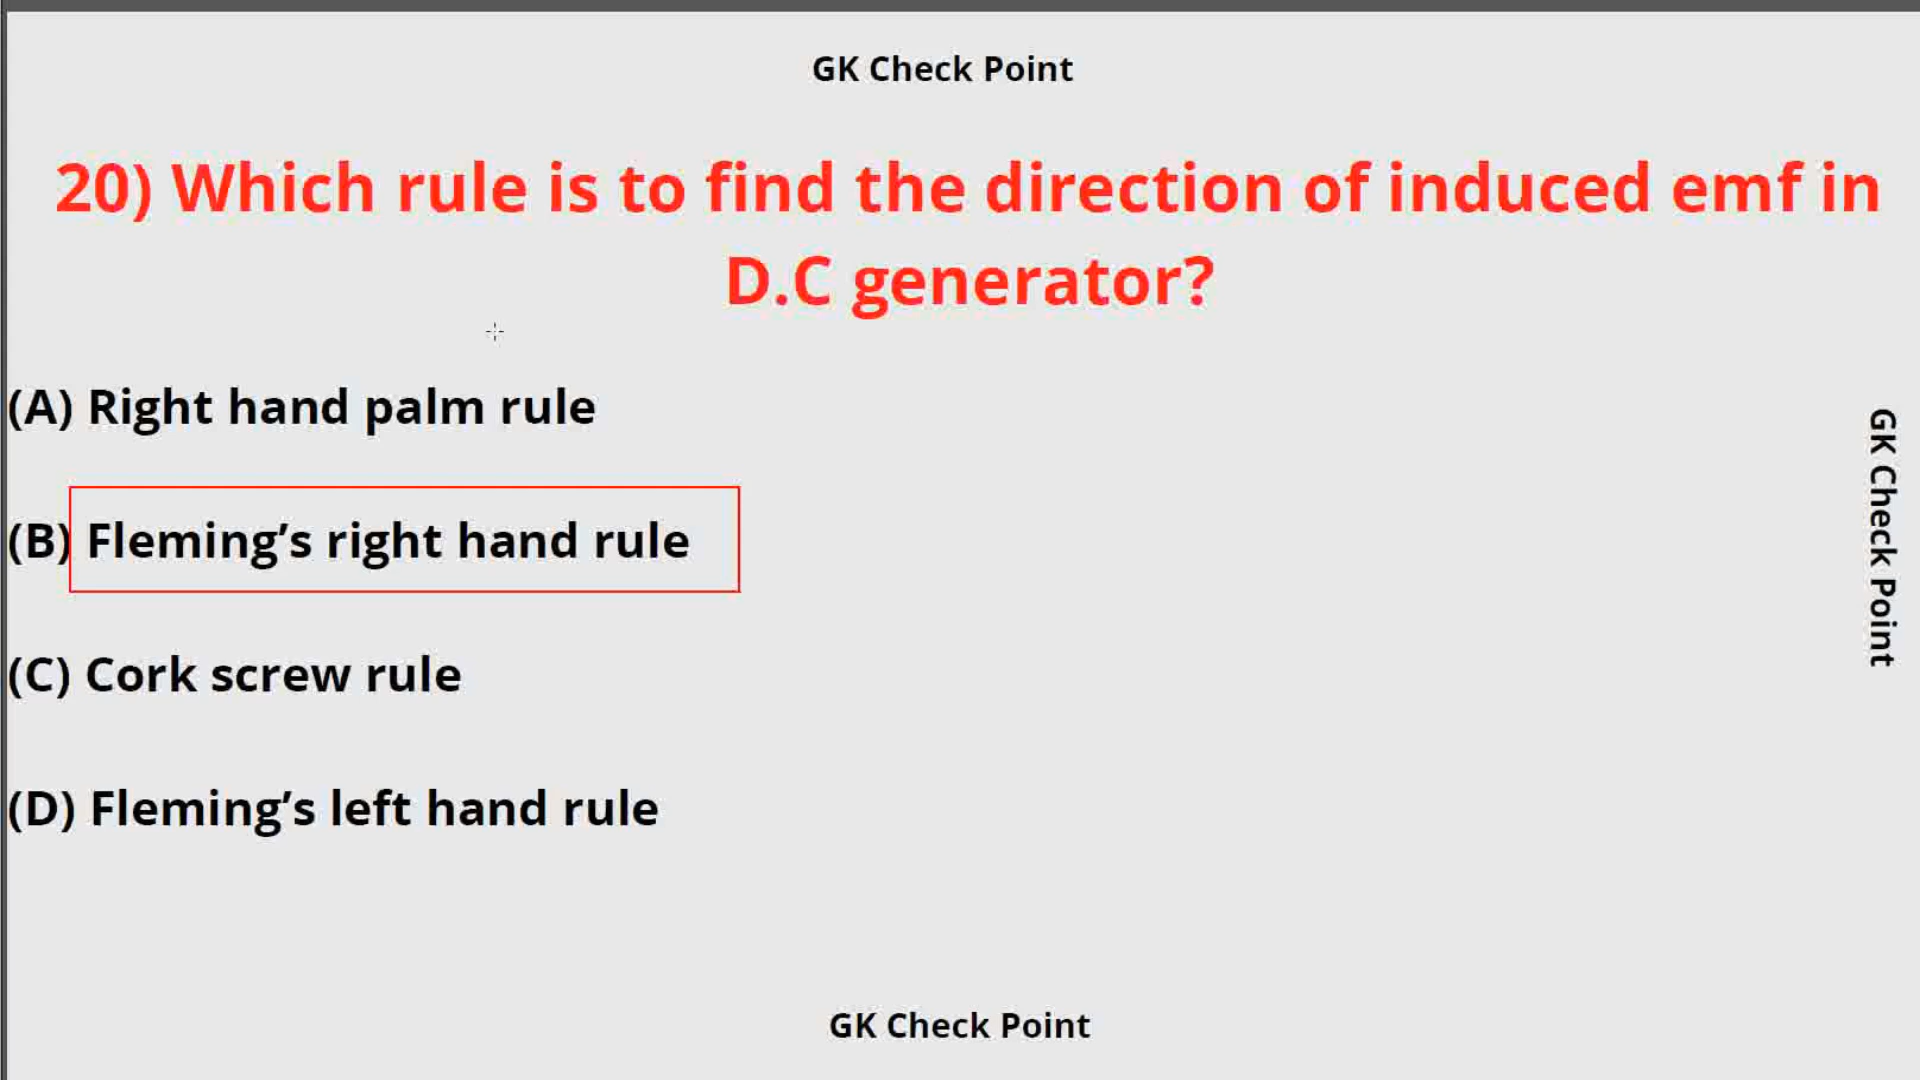 GK Check Point
20) Which rule is to find the direction of induced emf in
D.C generator?
(A) Right hand palm rule
(B) Fleming’s right hand rule
(C) Cork screw rule
(D) Fleming’s left hand rule
GK Check Point
GK Check Point